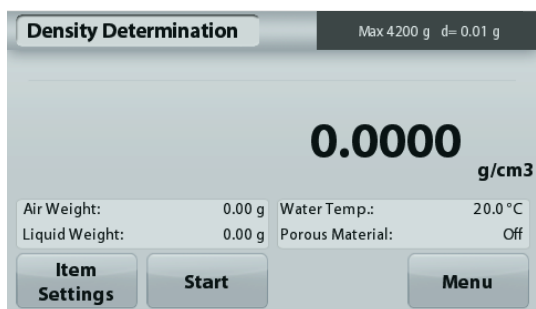 Density Determination
Max 4200 g d= 0.01 g
0.0000
g/cm3
Air Weight: 0.00 g Water Temp.: 20.0 °C
Liquid Weight: 0.00 g Porous Material: Off
Item Settings
Start
Menu